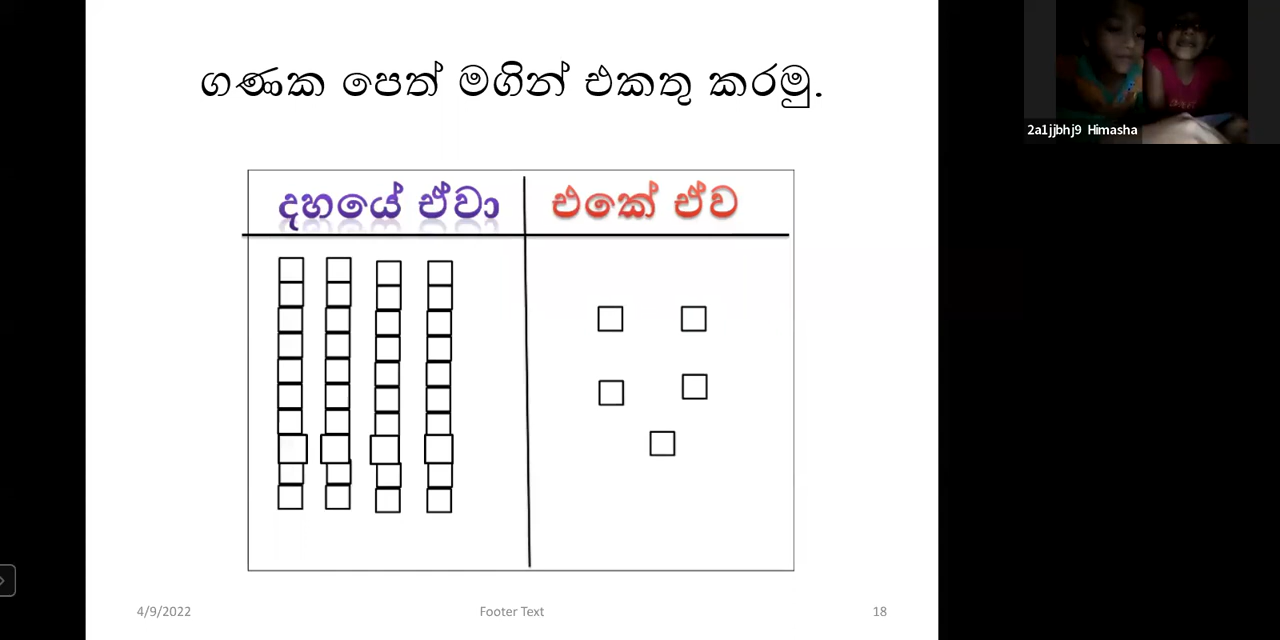 ගණක පෙත් මගින් එකතු කරමු.
2a1jjbhj9 Himasha
දහයේ ඒවා එකේ ඒව
4/9/2022 Footer Text 18